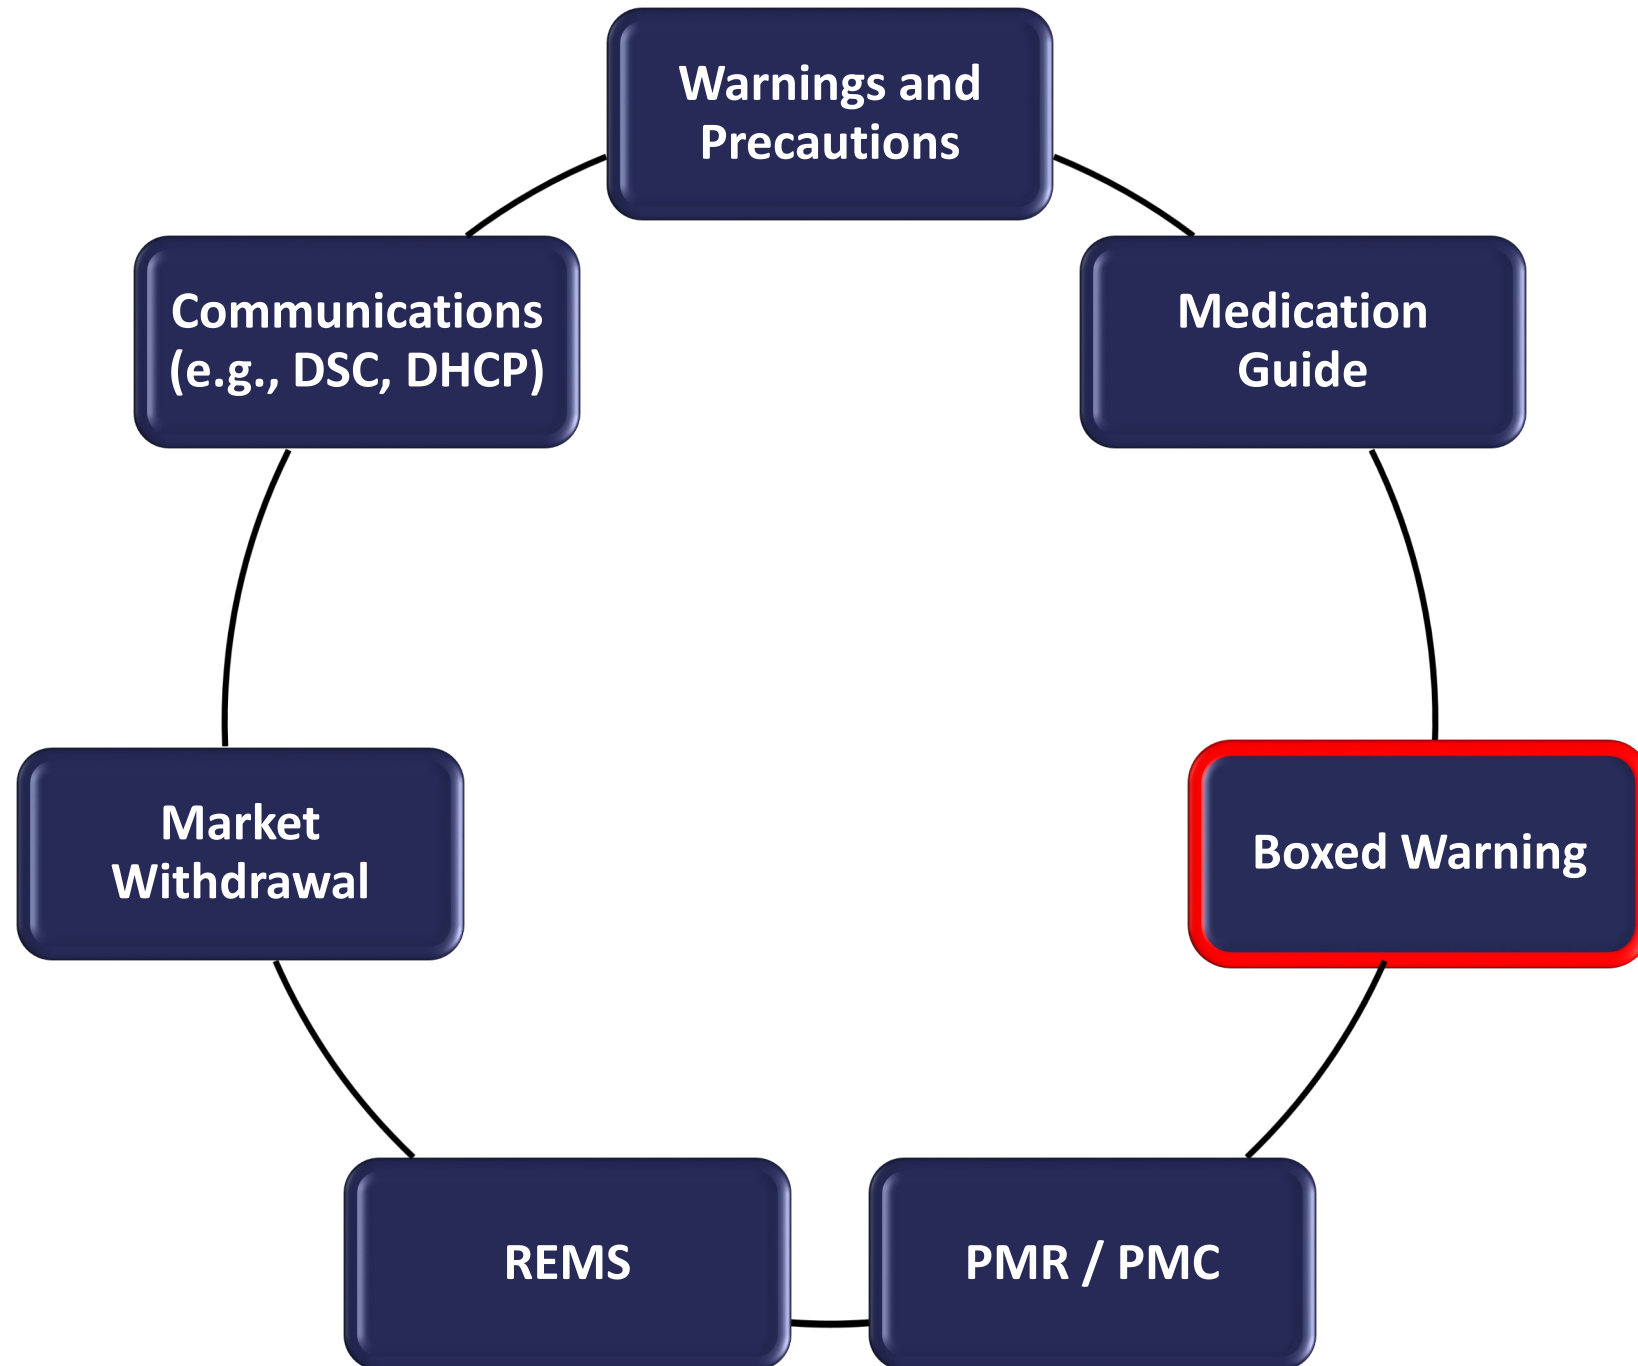 Warnings and
Precautions
Communications
(e.g., DSC, DHCP)
Medication
Guide
Market
Withdrawal
Boxed Warning
REMS
PMR / PMC